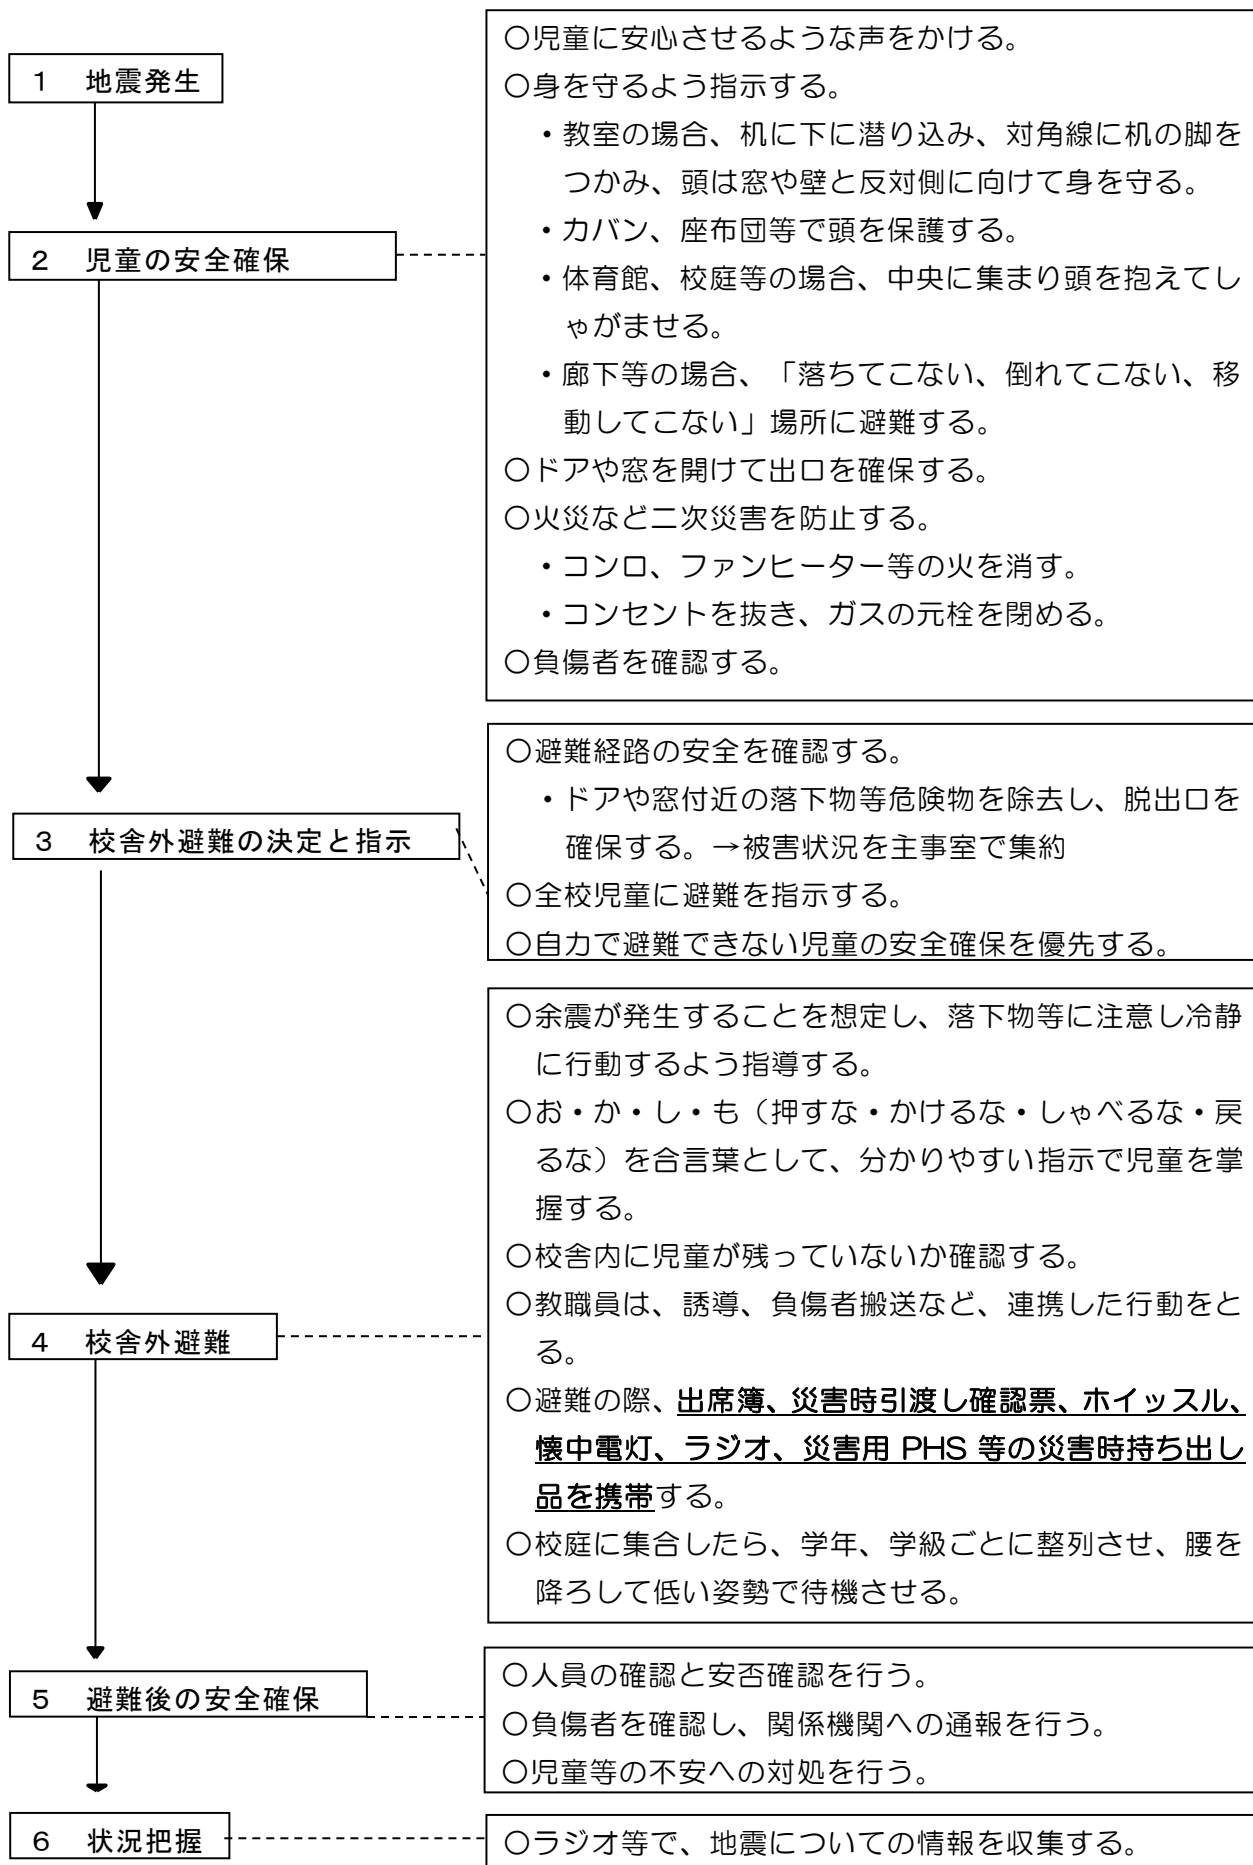 1 地震発生
○児童に安心させるような声をかける。
○身を守るよう指示する。
・教室の場合、机に下に潜り込み、対角線に机の脚を
つかみ、頭は窓や壁と反対側に向けて身を守る。
・カバン、座布団等で頭を保護する。
・体育館、校庭等の場合、中央に集まり頭を抱えてし
ゃがませる。
・廊下等の場合、「落ちてこない、倒れてこない、移
動してこない」場所に避難する。
○ドアや窓を開けて出口を確保する。
○火災など二次災害を防止する。
・コンロ、ファンヒーター等の火を消す。
・コンセントを抜き、ガスの元栓を閉める。
○負傷者を確認する。
2 児童の安全確保
3 校舎外避難の決定と指示
○避難経路の安全を確認する。
・ドアや窓付近の落下物等危険物を除去し、脱出口を
確保する。→被害状況を主事室で集約
○全校児童に避難を指示する。
○自力で避難できない児童の安全確保を優先する。
4 校舎外避難
○余震が発生することを想定し、落下物等に注意し冷静
に行動するよう指導する。
○お・か・し・も（押すな・かけるな・しゃべるな・戻
るな）を合言葉として、分かりやすい指示で児童を掌
握する。
○校舎内に児童が残っていないか確認する。
○教職員は、誘導、負傷者搬送など、連携した行動をと
る。
○避難の際、出席簿、災害時引渡し確認票、ホイッスル、
懐中電灯、ラジオ、災害用 PHS 等の災害時持ち出し
品を携帯する。
○校庭に集合したら、学年、学級ごとに整列させ、腰を
降ろして低い姿勢で待機させる。
5 避難後の安全確保
○人員の確認と安否確認を行う。
○負傷者を確認し、関係機関への通報を行う。
○児童等の不安への対処を行う。
6 状況把握
○ラジオ等で、地震についての情報を収集する。